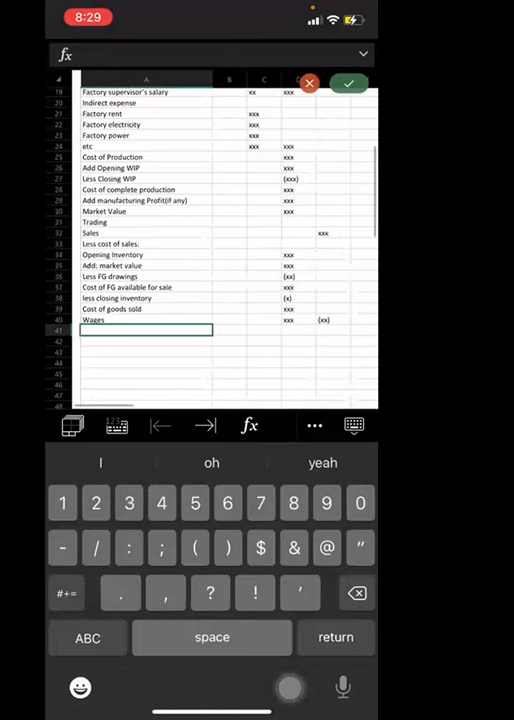 8:29
fx
A B C D
19 Factory supervisor's salary xx xxx
20 Indirect expense
21 Factory rent xxx
22 Factory electricity xxx
23 Factory power xxx
24 etc xxx xxx
25 Cost of Production xxx
26 Add Opening WIP xxx
27 Less Closing WIP (xxx)
28 Cost of complete production xxx
29 Add manufacturing Profit(if any) xxx
30 Market Value xxx
31 Trading
32 Sales xxx
33 Less cost of sales:
34 Opening Inventory xxx
35 Add: market value xxx
36 Less FG drawings (xx)
37 Cost of FG available for sale xxx
38 less closing inventory (x)
39 Cost of goods sold xxx
40 Wages xxx (xx)
41
42
43
44
45
46
47
48
123
fx
I oh yeah
1 2 3 4 5 6 7 8 9 0
- / : ; ( ) $ & @ "
#+= . , ? ! '
ABC space return